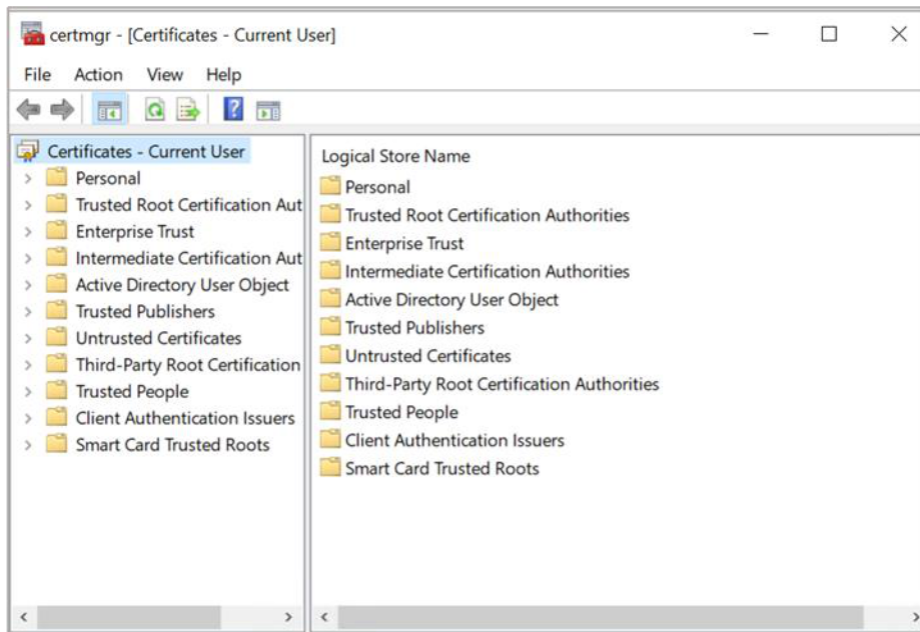 certmgr - [Certificates - Current User]
File Action View Help
Certificates - Current User
Personal
Trusted Root Certification Aut
Enterprise Trust
Intermediate Certification Aut
Active Directory User Object
Trusted Publishers
Untrusted Certificates
Third-Party Root Certification
Trusted People
Client Authentication Issuers
Smart Card Trusted Roots
Logical Store Name
Personal
Trusted Root Certification Authorities
Enterprise Trust
Intermediate Certification Authorities
Active Directory User Object
Trusted Publishers
Untrusted Certificates
Third-Party Root Certification Authorities
Trusted People
Client Authentication Issuers
Smart Card Trusted Roots